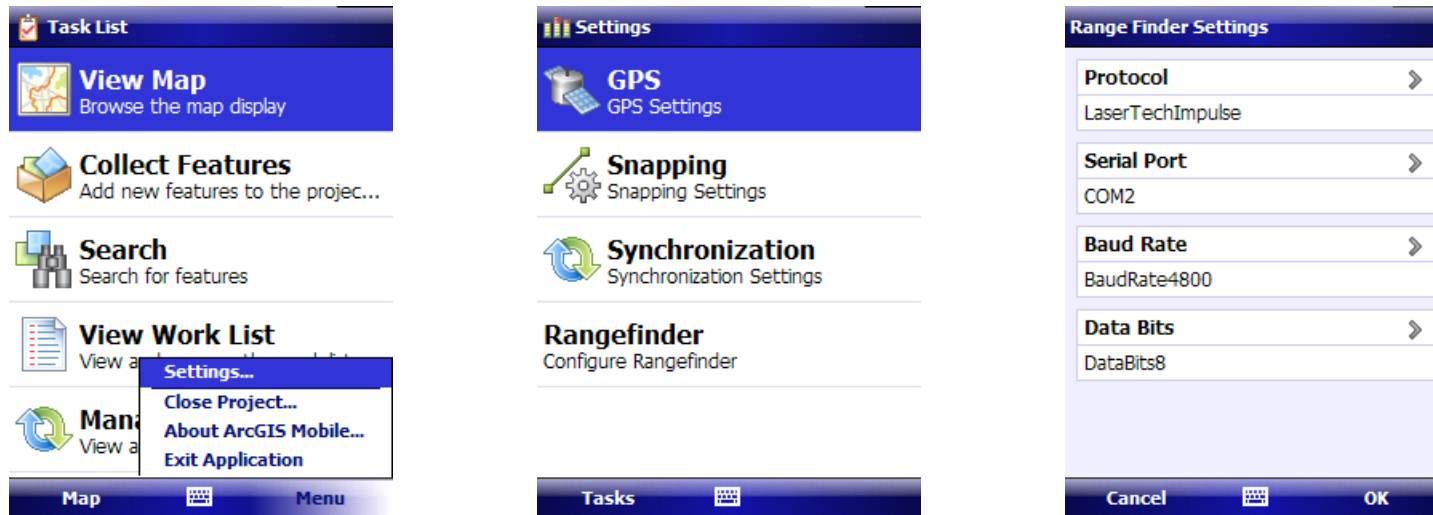 Task List
View Map
Browse the map display
Collect Features
Add new features to the projec...
Search
Search for features
View Work List
View a
Settings...
Close Project...
Mana
About ArcGIS Mobile...
View a
Exit Application
Map
Menu
Settings
GPS
GPS Settings
Snapping
Snapping Settings
Synchronization
Synchronization Settings
Rangefinder
Configure Rangefinder
Tasks
Range Finder Settings
Protocol
LaserTechImpulse
Serial Port
COM2
Baud Rate
BaudRate4800
Data Bits
DataBits8
Cancel
OK